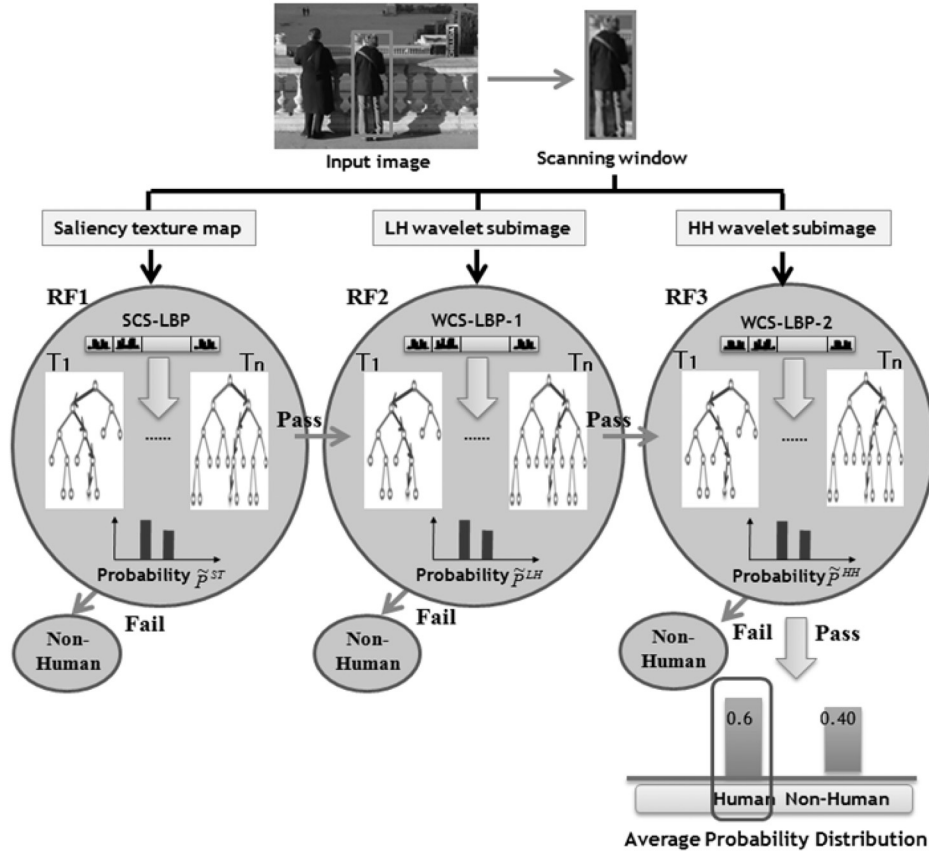 Input image
Scanning window
Saliency texture map
LH wavelet subimage
HH wavelet subimage
RF1
SCS-LBP
T1
Tn
......
Probability P̃ ST
Pass
Fail
Non-
Human
RF2
WCS-LBP-1
T1
Tn
......
Probability P̃ LH
Pass
Fail
Non-
Human
RF3
WCS-LBP-2
T1
Tn
......
Probability P̃ HH
Fail
Pass
Non-
Human
0.6
0.40
Human
Non-Human
Average Probability Distribution